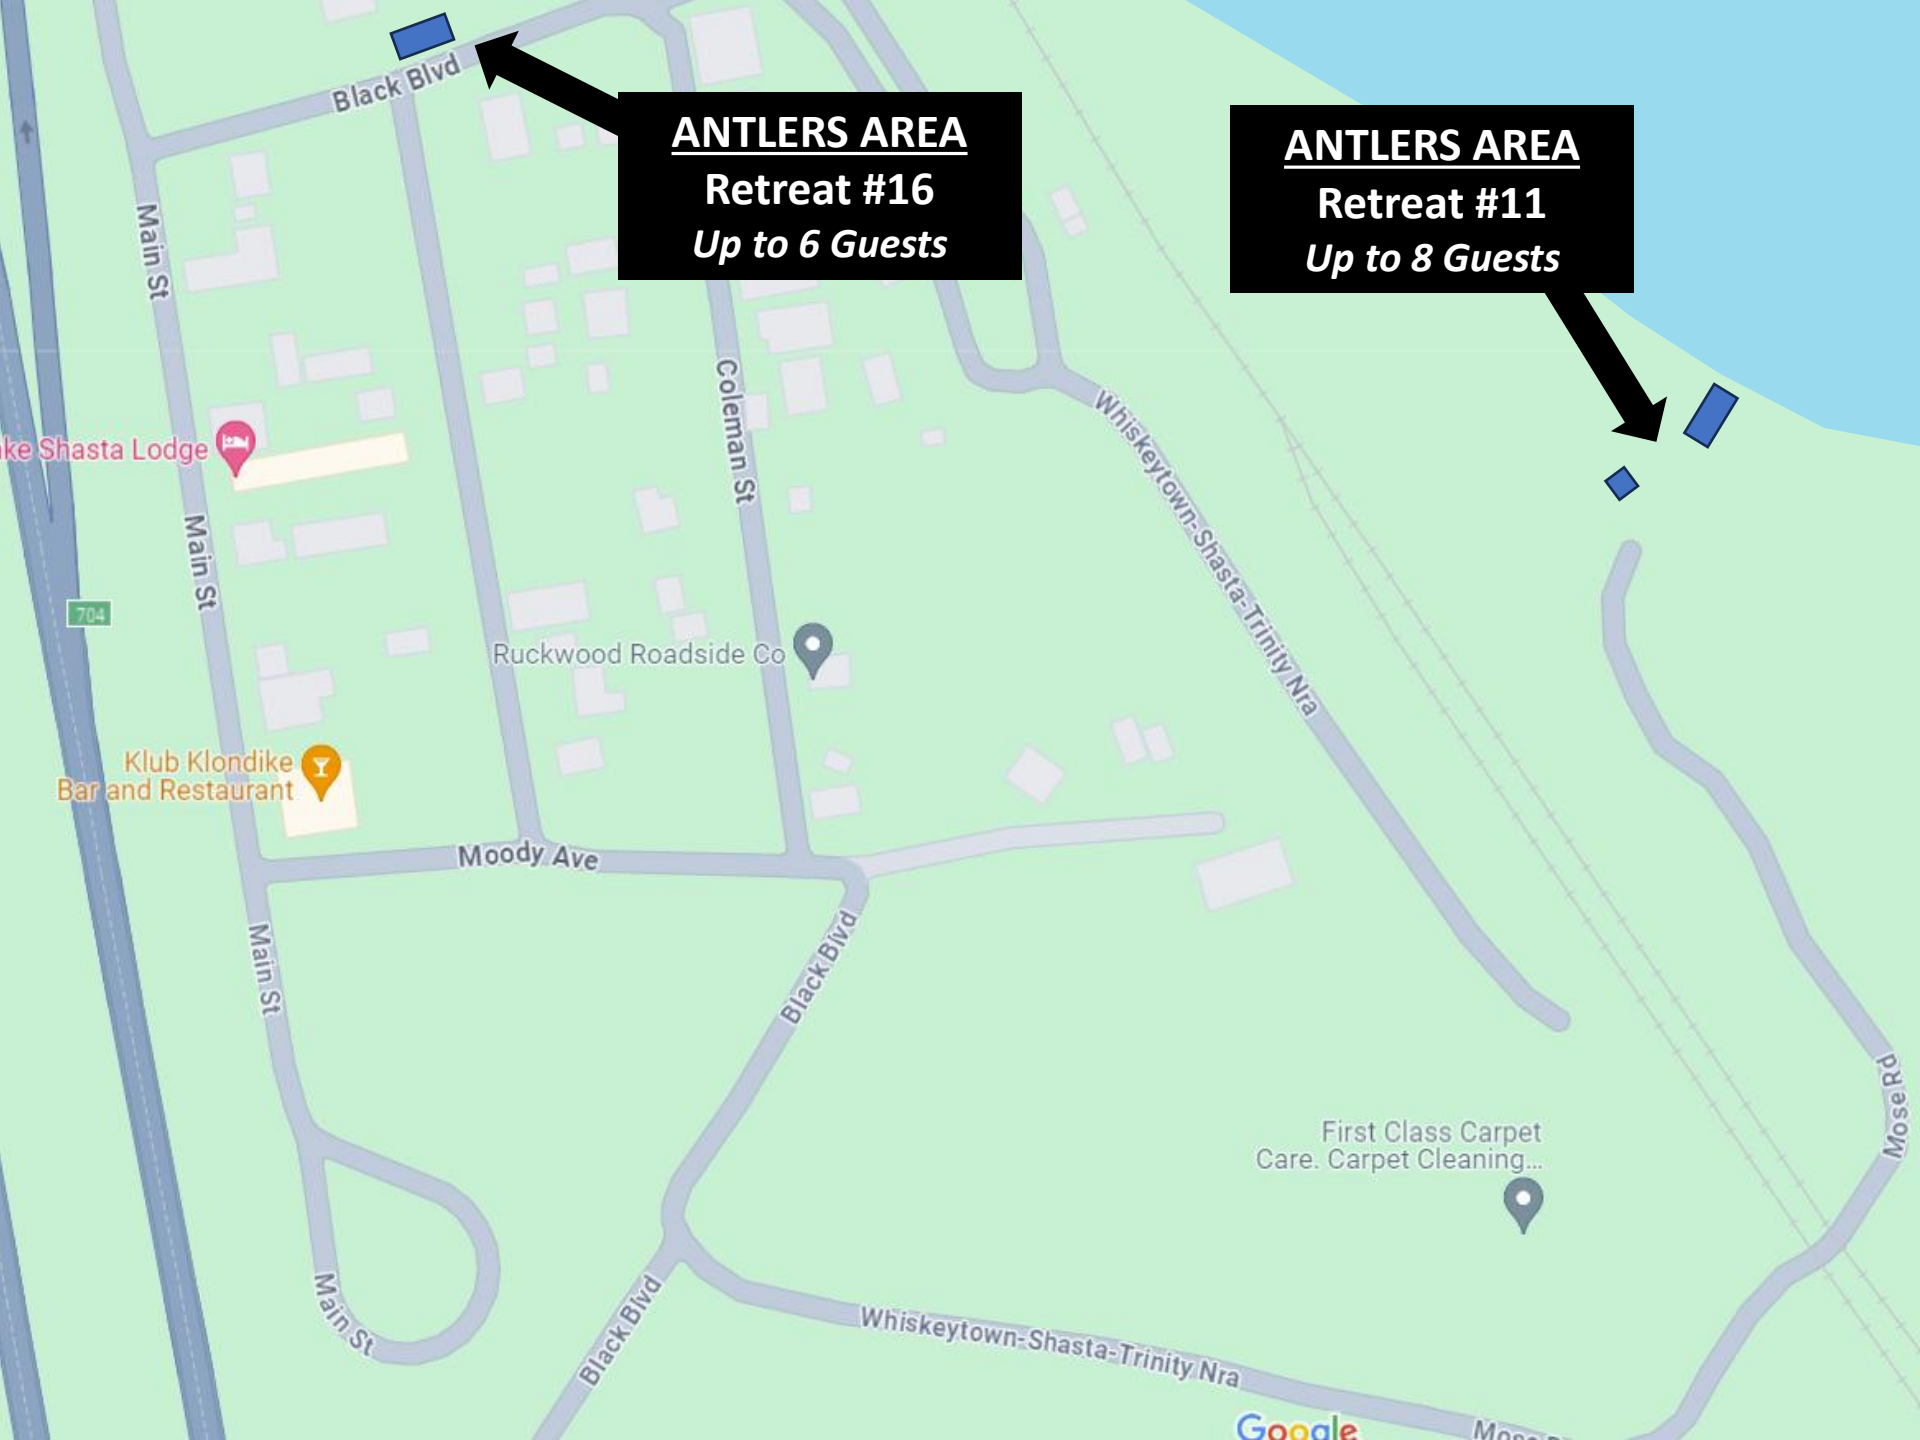 Black Blvd
ANTLERS AREA
Retreat #16
Up to 6 Guests
ANTLERS AREA
Retreat #11
Up to 8 Guests
Main St
Coleman St
ke Shasta Lodge
Whiskeytown-Shasta-Trinity Nra
Main St
704
Ruckwood Roadside Co
Klub Klondike
Bar and Restaurant
Moody Ave
Main St
Black Blvd
Mose Rd
First Class Carpet
Care. Carpet Cleaning...
Main St
Black Blvd
Whiskeytown-Shasta-Trinity Nra
Google
Mose